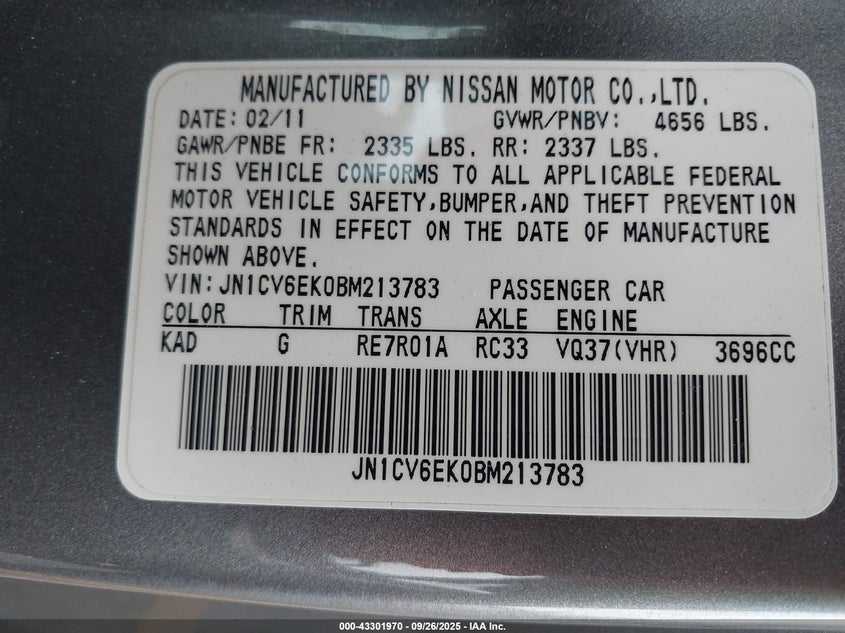 MANUFACTURED BY NISSAN MOTOR CO.,LTD.
DATE: 02/11 GVWR/PNBV: 4656 LBS.
GAWR/PNBE FR: 2335 LBS. RR: 2337 LBS.
THIS VEHICLE CONFORMS TO ALL APPLICABLE FEDERAL
MOTOR VEHICLE SAFETY,BUMPER,AND THEFT PREVENTION
STANDARDS IN EFFECT ON THE DATE OF MANUFACTURE
SHOWN ABOVE.
VIN: JN1CV6EK0BM213783 PASSENGER CAR
COLOR TRIM TRANS AXLE ENGINE
KAD G RE7R01A RC33 VQ37(VHR) 3696CC
JN1CV6EK0BM213783
000-43301970 - 09/26/2025 - IAA Inc.